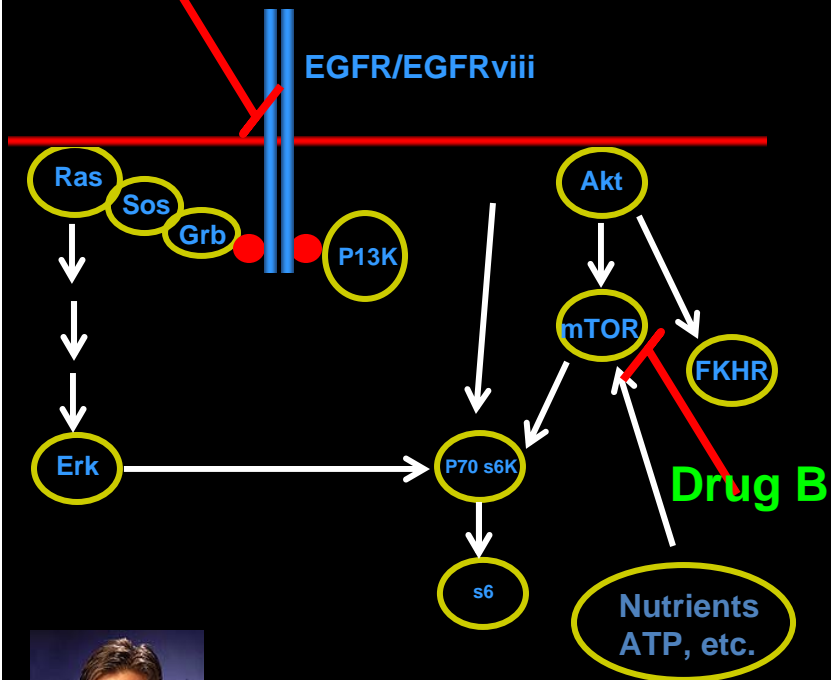 EGFR/EGFRviii
Ras
Sos
Grb
P13K
Akt
mTOR
FKHR
Erk
P70 s6K
Drug B
s6
Nutrients
ATP, etc.